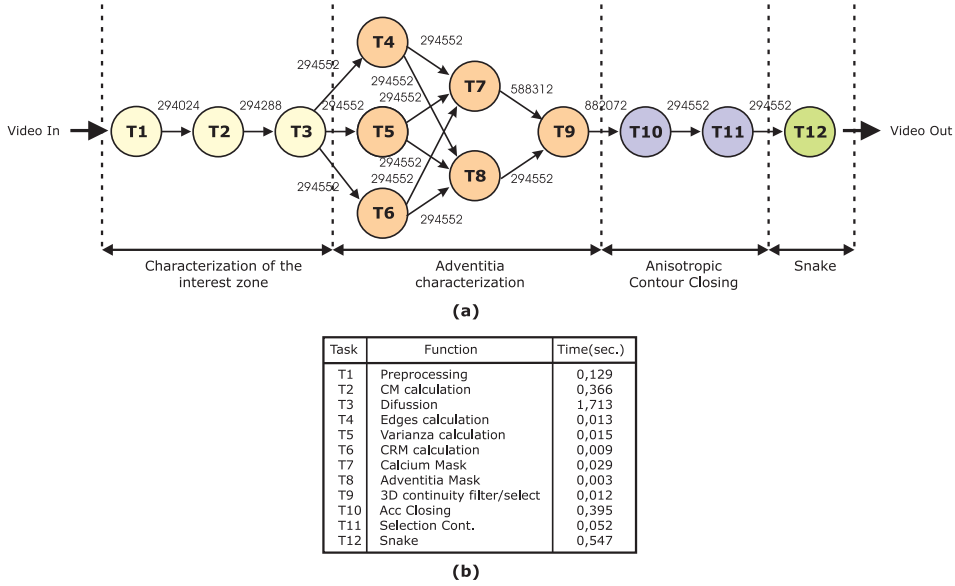 Video In
T1
294024
T2
294288
T3
294552
294552
294552
T4
T5
T6
294552
294552
294552
294552
294552
294552
T7
T8
588312
294552
T9
882072
T10
294552
T11
294552
T12
Video Out
Characterization of the
interest zone
Adventitia
characterization
Anisotropic
Contour Closing
Snake
(a)
Task Function Time(sec.)
T1 Preprocessing 0,129
T2 CM calculation 0,366
T3 Difussion 1,713
T4 Edges calculation 0,013
T5 Varianza calculation 0,015
T6 CRM calculation 0,009
T7 Calcium Mask 0,029
T8 Adventitia Mask 0,003
T9 3D continuity filter/select 0,012
T10 Acc Closing 0,395
T11 Selection Cont. 0,052
T12 Snake 0,547
(b)